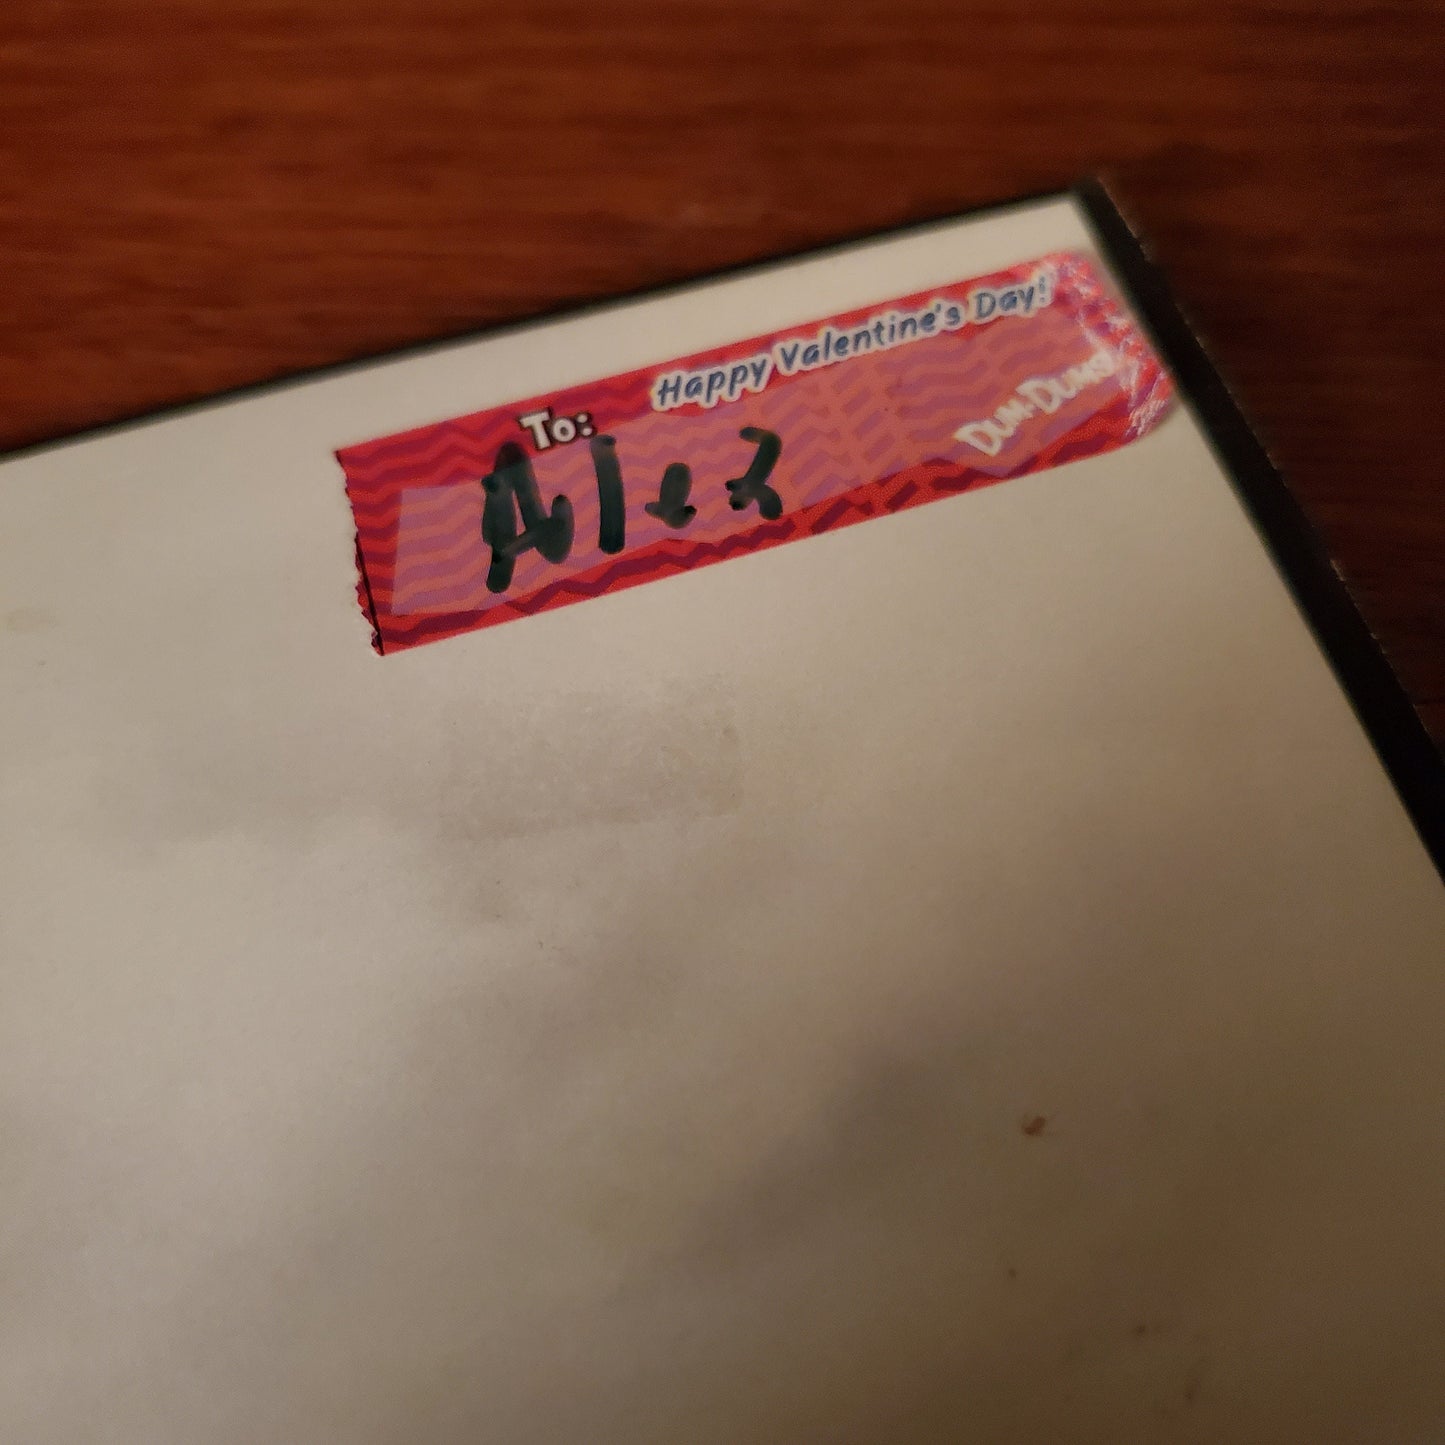 Happy Valentine's Day!
To:
Alex
DUM-DUMS